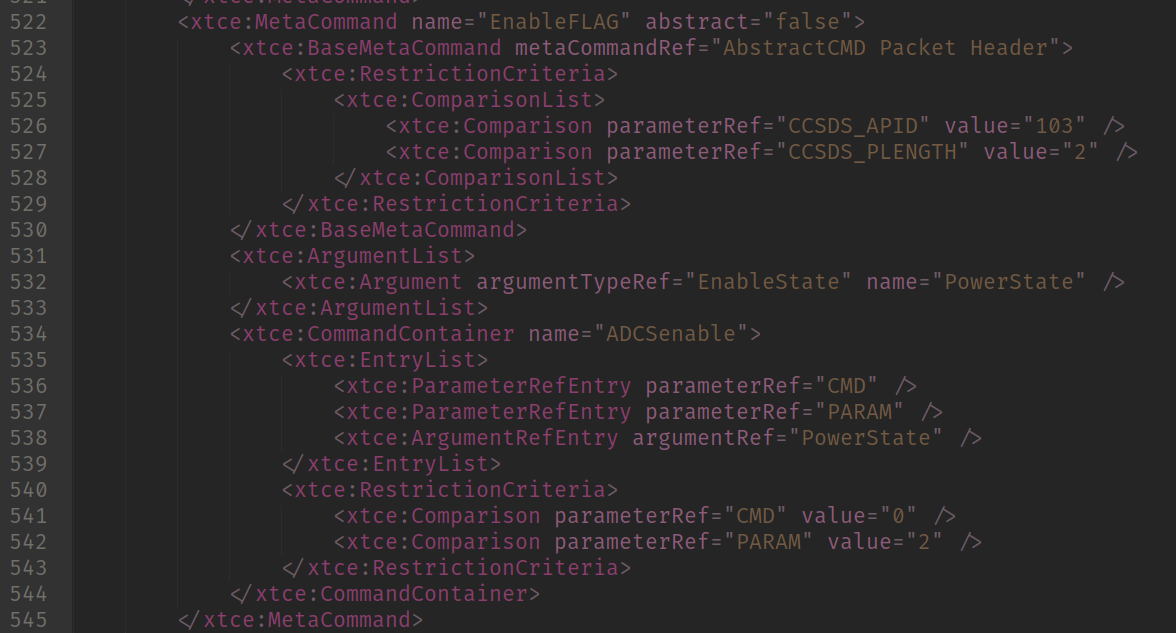 521 </xtce:MetaCommand>
522 <xtce:MetaCommand name="EnableFLAG" abstract="false">
523 <xtce:BaseMetaCommand metaCommandRef="AbstractCMD Packet Header">
524 <xtce:RestrictionCriteria>
525 <xtce:ComparisonList>
526 <xtce:Comparison parameterRef="CCSDS_APID" value="103" />
527 <xtce:Comparison parameterRef="CCSDS_PLENGTH" value="2" />
528 </xtce:ComparisonList>
529 </xtce:RestrictionCriteria>
530 </xtce:BaseMetaCommand>
531 <xtce:ArgumentList>
532 <xtce:Argument argumentTypeRef="EnableState" name="PowerState" />
533 </xtce:ArgumentList>
534 <xtce:CommandContainer name="ADCSenable">
535 <xtce:EntryList>
536 <xtce:ParameterRefEntry parameterRef="CMD" />
537 <xtce:ParameterRefEntry parameterRef="PARAM" />
538 <xtce:ArgumentRefEntry argumentRef="PowerState" />
539 </xtce:EntryList>
540 <xtce:RestrictionCriteria>
541 <xtce:Comparison parameterRef="CMD" value="0" />
542 <xtce:Comparison parameterRef="PARAM" value="2" />
543 </xtce:RestrictionCriteria>
544 </xtce:CommandContainer>
545 </xtce:MetaCommand>